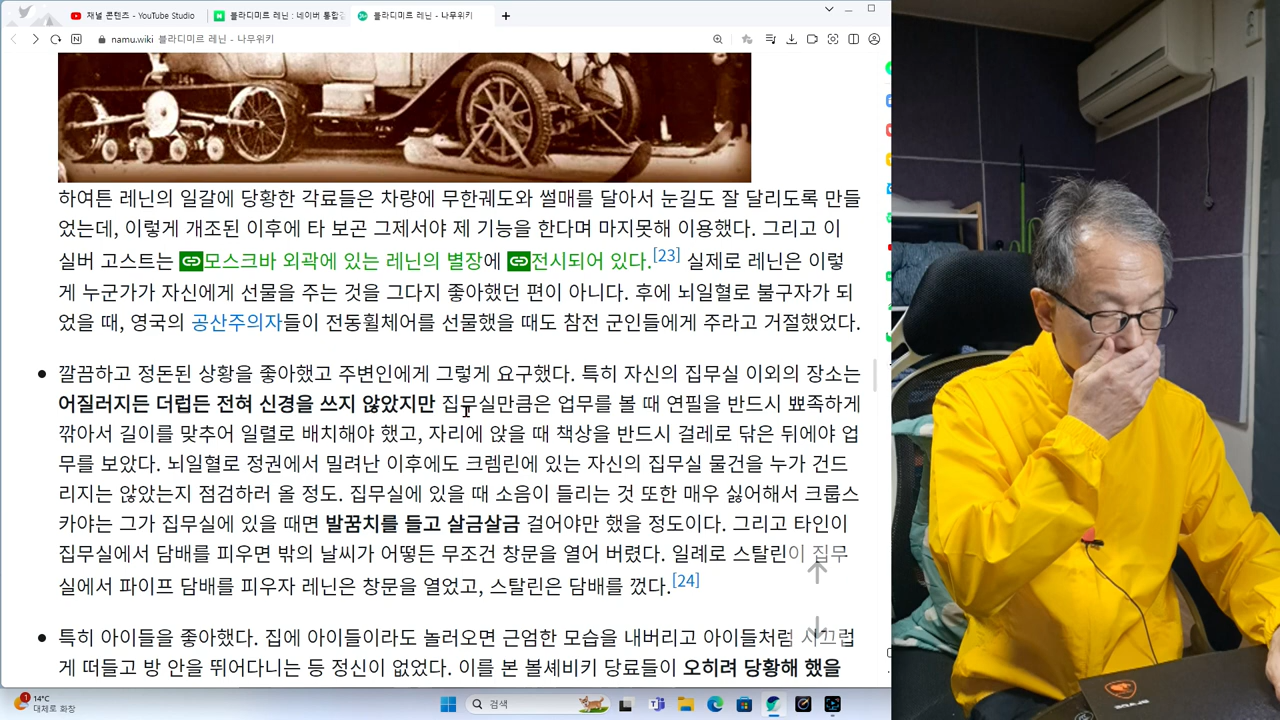 채널 콘텐츠 - YouTube Studio
블라디미르 레닌 : 네이버 통합검
블라디미르 레닌 - 나무위키
namu.wiki 블라디미르 레닌 - 나무위키
하여튼 레닌의 일갈에 당황한 각료들은 차량에 무한궤도와 썰매를 달아서 눈길도 잘 달리도록 만들
었는데, 이렇게 개조된 이후에 타 보곤 그제서야 제 기능을 한다며 마지못해 이용했다. 그리고 이
실버 고스트는 모스크바 외곽에 있는 레닌의 별장에 전시되어 있다.[23] 실제로 레닌은 이렇
게 누군가가 자신에게 선물을 주는 것을 그다지 좋아했던 편이 아니다. 후에 뇌일혈로 불구자가 되
었을 때, 영국의 공산주의자들이 전동휠체어를 선물했을 때도 참전 군인들에게 주라고 거절했었다.
깔끔하고 정돈된 상황을 좋아했고 주변인에게 그렇게 요구했다. 특히 자신의 집무실 이외의 장소는
어질러지든 더럽든 전혀 신경을 쓰지 않았지만 집무실만큼은 업무를 볼 때 연필을 반드시 뾰족하게
깎아서 길이를 맞추어 일렬로 배치해야 했고, 자리에 앉을 때 책상을 반드시 걸레로 닦은 뒤에야 업
무를 보았다. 뇌일혈로 정권에서 밀려난 이후에도 크렘린에 있는 자신의 집무실 물건을 누가 건드
리지는 않았는지 점검하러 올 정도. 집무실에 있을 때 소음이 들리는 것 또한 매우 싫어해서 크룹스
카야는 그가 집무실에 있을 때면 발꿈치를 들고 살금살금 걸어야만 했을 정도이다. 그리고 타인이
집무실에서 담배를 피우면 밖의 날씨가 어떻든 무조건 창문을 열어 버렸다. 일례로 스탈린이 집무
실에서 파이프 담배를 피우자 레닌은 창문을 열었고, 스탈린은 담배를 껐다.[24]
특히 아이들을 좋아했다. 집에 아이들이라도 놀러오면 근엄한 모습을 내버리고 아이들처럼 시끄럽
게 떠들고 방 안을 뛰어다니는 등 정신이 없었다. 이를 본 볼셰비키 당료들이 오히려 당황해 했을
1
14°C
대체로 화창
검색